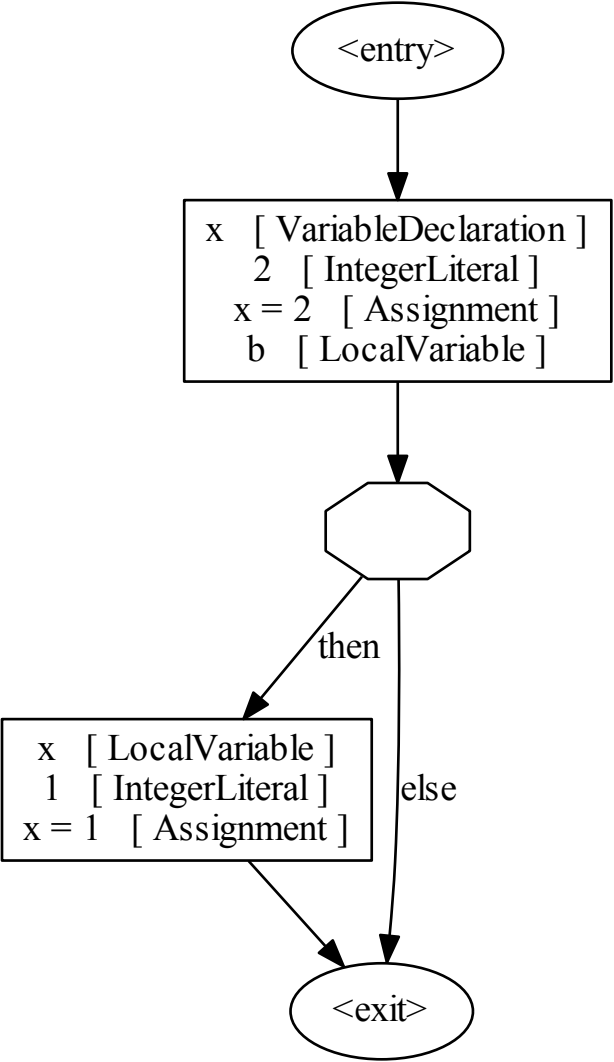 <entry>
x [ VariableDeclaration ]
2 [ IntegerLiteral ]
x = 2 [ Assignment ]
b [ LocalVariable ]
then
x [ LocalVariable ]
1 [ IntegerLiteral ]
x = 1 [ Assignment ]
else
<exit>